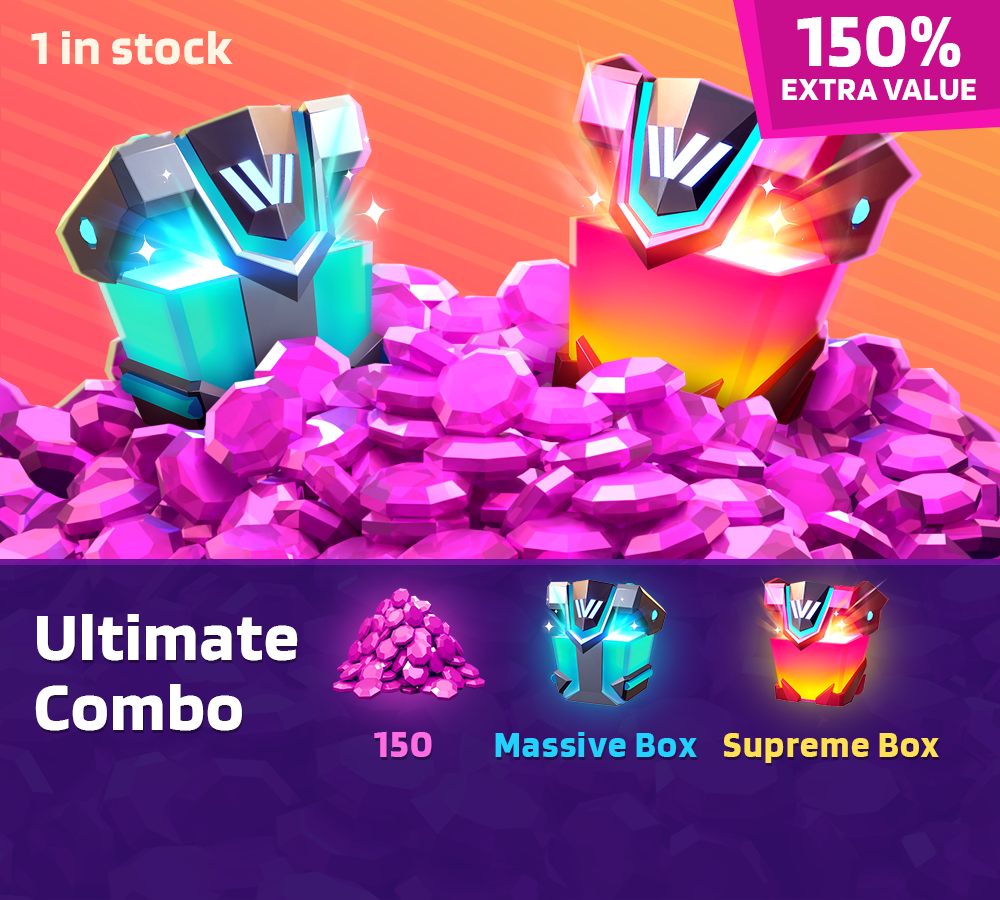 1 in stock
150%
EXTRA VALUE
Ultimate
Combo
150
Massive Box
Supreme Box